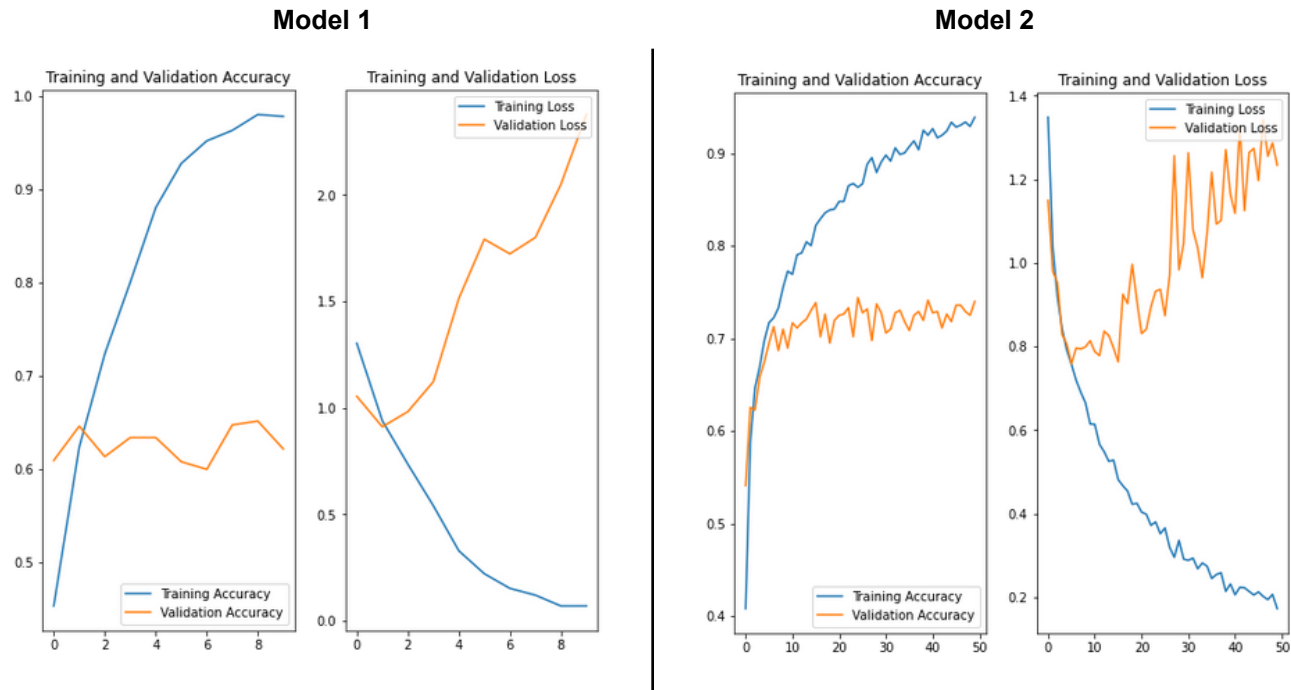 Model 1
Model 2
Training and Validation Accuracy
1.0
0.9
0.8
0.7
0.6
0.5
0 2 4 6 8
Training Accuracy
Validation Accuracy
Training and Validation Loss
Training Loss
Validation Loss
2.0
1.5
1.0
0.5
0.0
0 2 4 6 8
Training and Validation Accuracy
0.9
0.8
0.7
0.6
0.5
0.4
Training Accuracy
Validation Accuracy
0 10 20 30 40 50
Training and Validation Loss
1.4
Training Loss
Validation Loss
1.2
1.0
0.8
0.6
0.4
0.2
0 10 20 30 40 50